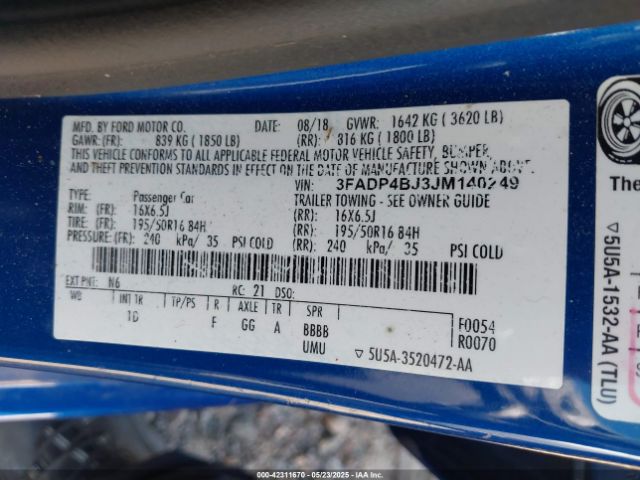 MFD. BY FORD MOTOR CO. DATE: 08/18 GVWR: 1642 KG ( 3620 LB)
GAWR: (FR): 839 KG ( 1850 LB) (RR): 816 KG ( 1800 LB)
THIS VEHICLE CONFORMS TO ALL APPLICABLE FEDERAL MOTOR VEHICLE SAFETY, BUMPER,
AND THEFT PREVENTION STANDARDS IN EFFECT ON THE DATE OF MANUFACTURE SHOWN ABOVE.
VIN: 3FADP4BJ3JM140249
TYPE: Passenger Car TRAILER TOWING - SEE OWNER GUIDE
RIM: (FR) 16X6.5J (RR): 16X6.5J
TIRE: (FR) 195/50R16 84H (RR): 195/50R16 84H
PRESSURE: (FR) 240 kPa/ 35 PSI COLD (RR): 240 kPa/ 35 PSI COLD
EXT PNT: N6 RC: 21 DSO:
WB INT TR TP/PS R AXLE TR SPR F0054
1D F GG A BBBB R0070
UMU ▽ 5U5A-3520472-AA
The
▽5U5A-1532-AA (TLU)
000-42311670 - 05/23/2025 - IAAI.COM